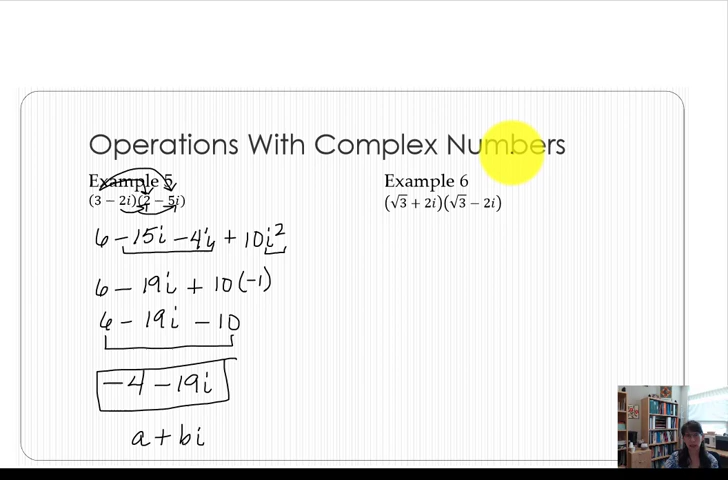 Operations With Complex Numbers
Example 5
(3 − 2i)(2 − 5i)
6 − 15i − 4i + 10i²
6 − 19i + 10(−1)
6 − 19i − 10
−4 − 19i
a + bi
Example 6
(√3 + 2i)(√3 − 2i)